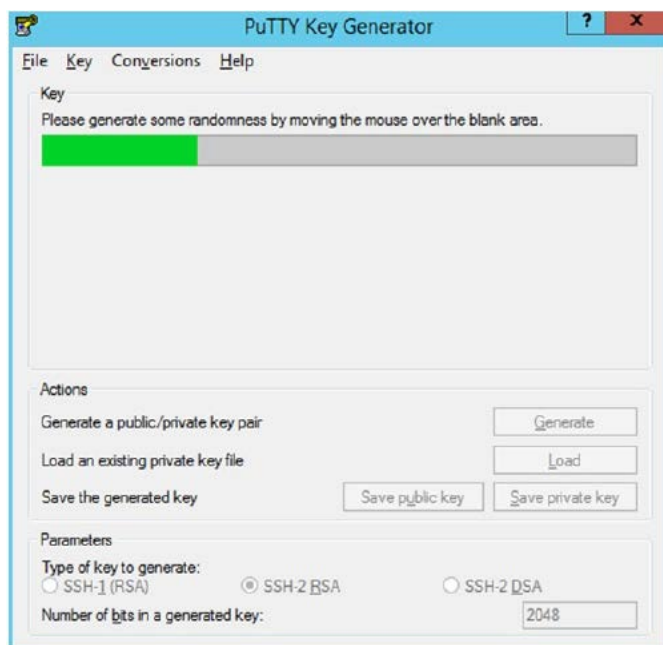 PuTTY Key Generator
? x
File Key Conversions Help
Key
Please generate some randomness by moving the mouse over the blank area.
Actions
Generate a public/private key pair Generate
Load an existing private key file Load
Save the generated key Save public key Save private key
Parameters
Type of key to generate:
SSH-1 (RSA) SSH-2 RSA SSH-2 DSA
Number of bits in a generated key: 2048